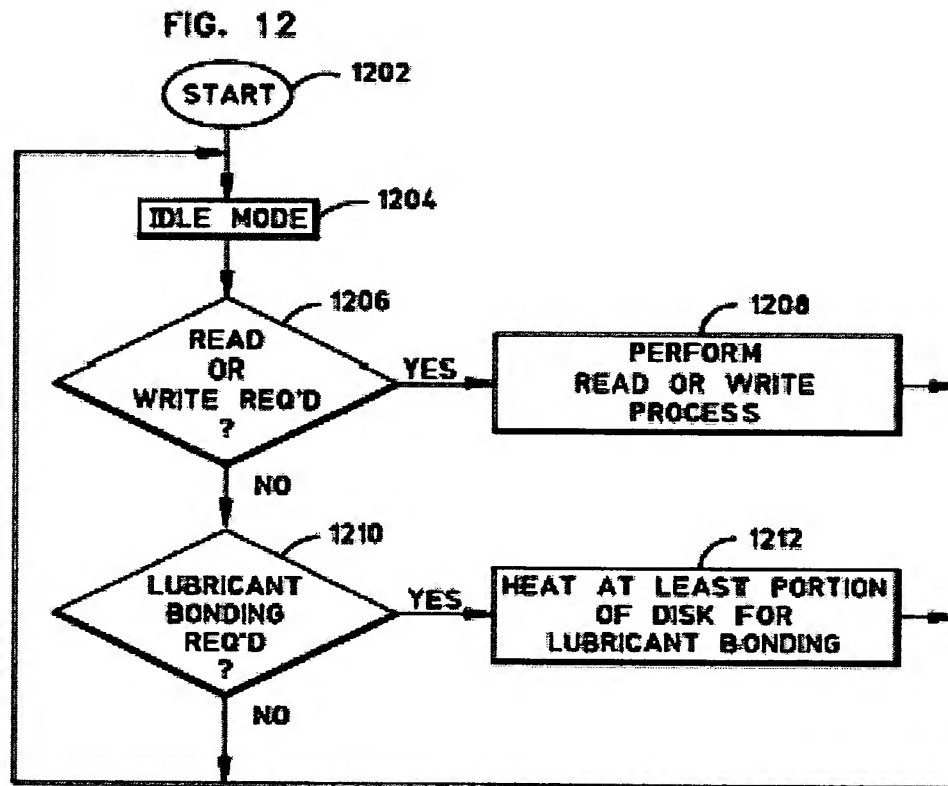 FIG. 12
START
1202
IDLE MODE
1204
READ
OR
WRITE REQ'D
?
1206
YES
PERFORM
READ OR WRITE
PROCESS
1208
NO
LUBRICANT
BONDING
REQ'D
?
1210
YES
HEAT AT LEAST PORTION
OF DISK FOR
LUBRICANT BONDING
1212
NO